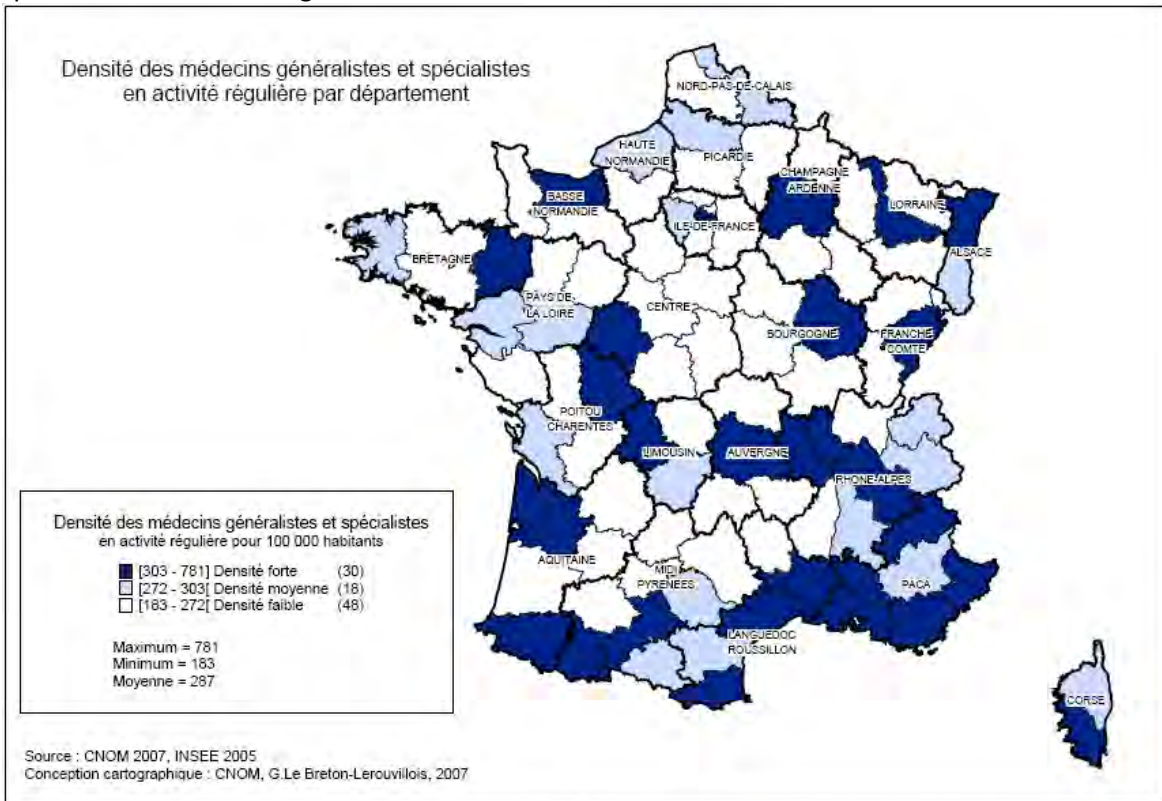 Densité des médecins généralistes et spécialistes
en activité régulière par département
NORD-PAS-DE-CALAIS
HAUTE
NORMANDIE
PICARDIE
CHAMPAGNE
ARDENNE
BASSE
NORMANDIE
ILE-DE-FRANCE
LORRAINE
ALSACE
BRETAGNE
PAYS DE
LA LOIRE
CENTRE
BOURGOGNE
FRANCHE
COMTE
POITOU
CHARENTES
LIMOUSIN
AUVERGNE
RHONE-ALPES
AQUITAINE
MIDI
PYRENEES
PACA
LANGUEDOC
ROUSSILLON
CORSE
Densité des médecins généralistes et spécialistes
en activité régulière pour 100 000 habitants
[303 - 781] Densité forte (30)
[272 - 303[ Densité moyenne (18)
[183 - 272[ Densité faible (48)
Maximum = 781
Minimum = 183
Moyenne = 287
Source : CNOM 2007, INSEE 2005
Conception cartographique : CNOM, G.Le Breton-Lerouvillois, 2007